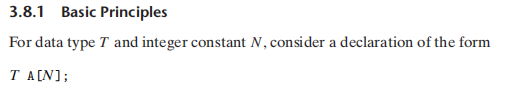 3.8.1 Basic Principles
For data type T and integer constant N, consider a declaration of the form
T A[N];